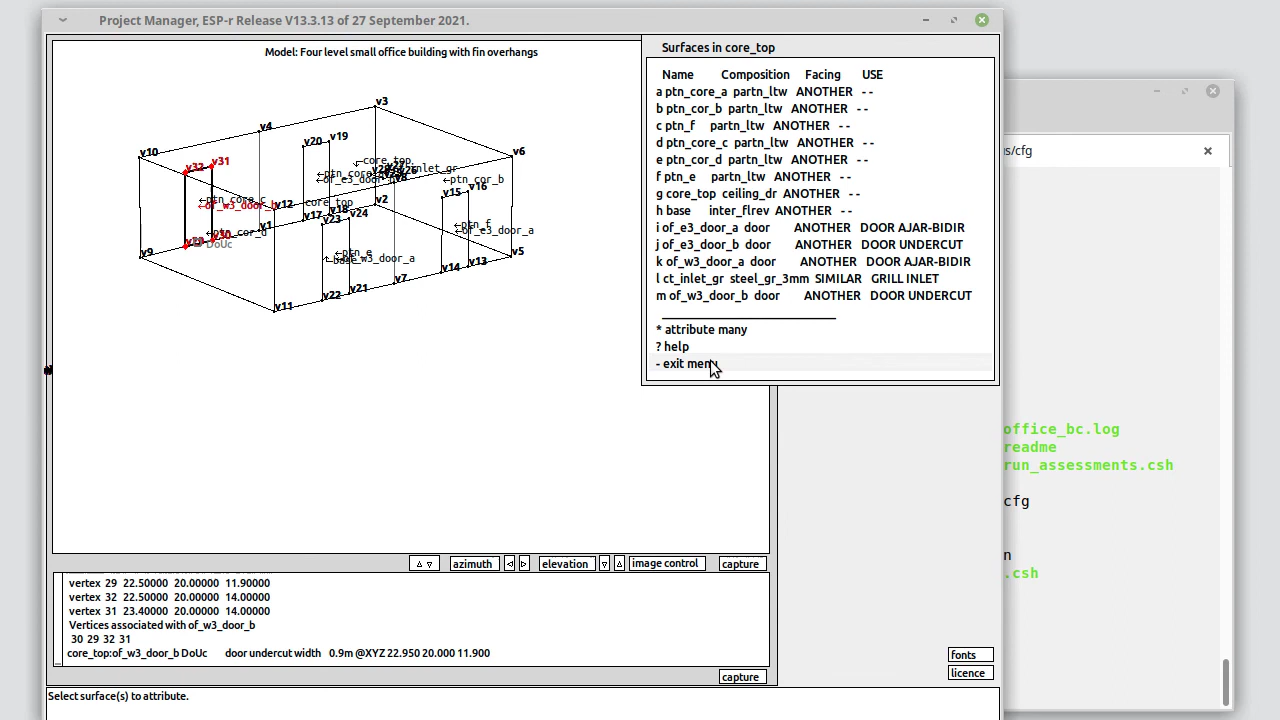 Project Manager, ESP-r Release V13.3.13 of 27 September 2021.
Model: Four level small office building with fin overhangs
v3
v4
v20 v19
v10
v32 v31
v6
core_top
inlet_gr
ptn_cor_b
v15 v16
v12 core_top v2
v17 v18 v24
v23
v1
ptn_f
of_e3_door_a
DoUc
v9
ptn_e
w3_door_a
v5
v14 v13
v7
v22 v21
v11
azimuth
elevation
image control
capture
vertex 29 22.50000 20.00000 11.90000
vertex 32 22.50000 20.00000 14.00000
vertex 31 23.40000 20.00000 14.00000
Vertices associated with of_w3_door_b
30 29 32 31
core_top:of_w3_door_b DoUc door undercut width 0.9m @XYZ 22.950 20.000 11.900
capture
Select surface(s) to attribute.
Surfaces in core_top
Name Composition Facing USE
a ptn_core_a partn_ltw ANOTHER - -
b ptn_cor_b partn_ltw ANOTHER - -
c ptn_f partn_ltw ANOTHER - -
d ptn_core_c partn_ltw ANOTHER - -
e ptn_cor_d partn_ltw ANOTHER - -
f ptn_e partn_ltw ANOTHER - -
g core_top ceiling_dr ANOTHER - -
h base inter_flrev ANOTHER - -
i of_e3_door_a door ANOTHER DOOR AJAR-BIDIR
j of_e3_door_b door ANOTHER DOOR UNDERCUT
k of_w3_door_a door ANOTHER DOOR AJAR-BIDIR
l ct_inlet_gr steel_gr_3mm SIMILAR GRILL INLET
m of_w3_door_b door ANOTHER DOOR UNDERCUT
* attribute many
? help
- exit menu
fonts
licence
s/cfg
office_bc.log
readme
run_assessments.csh
cfg
n
.csh